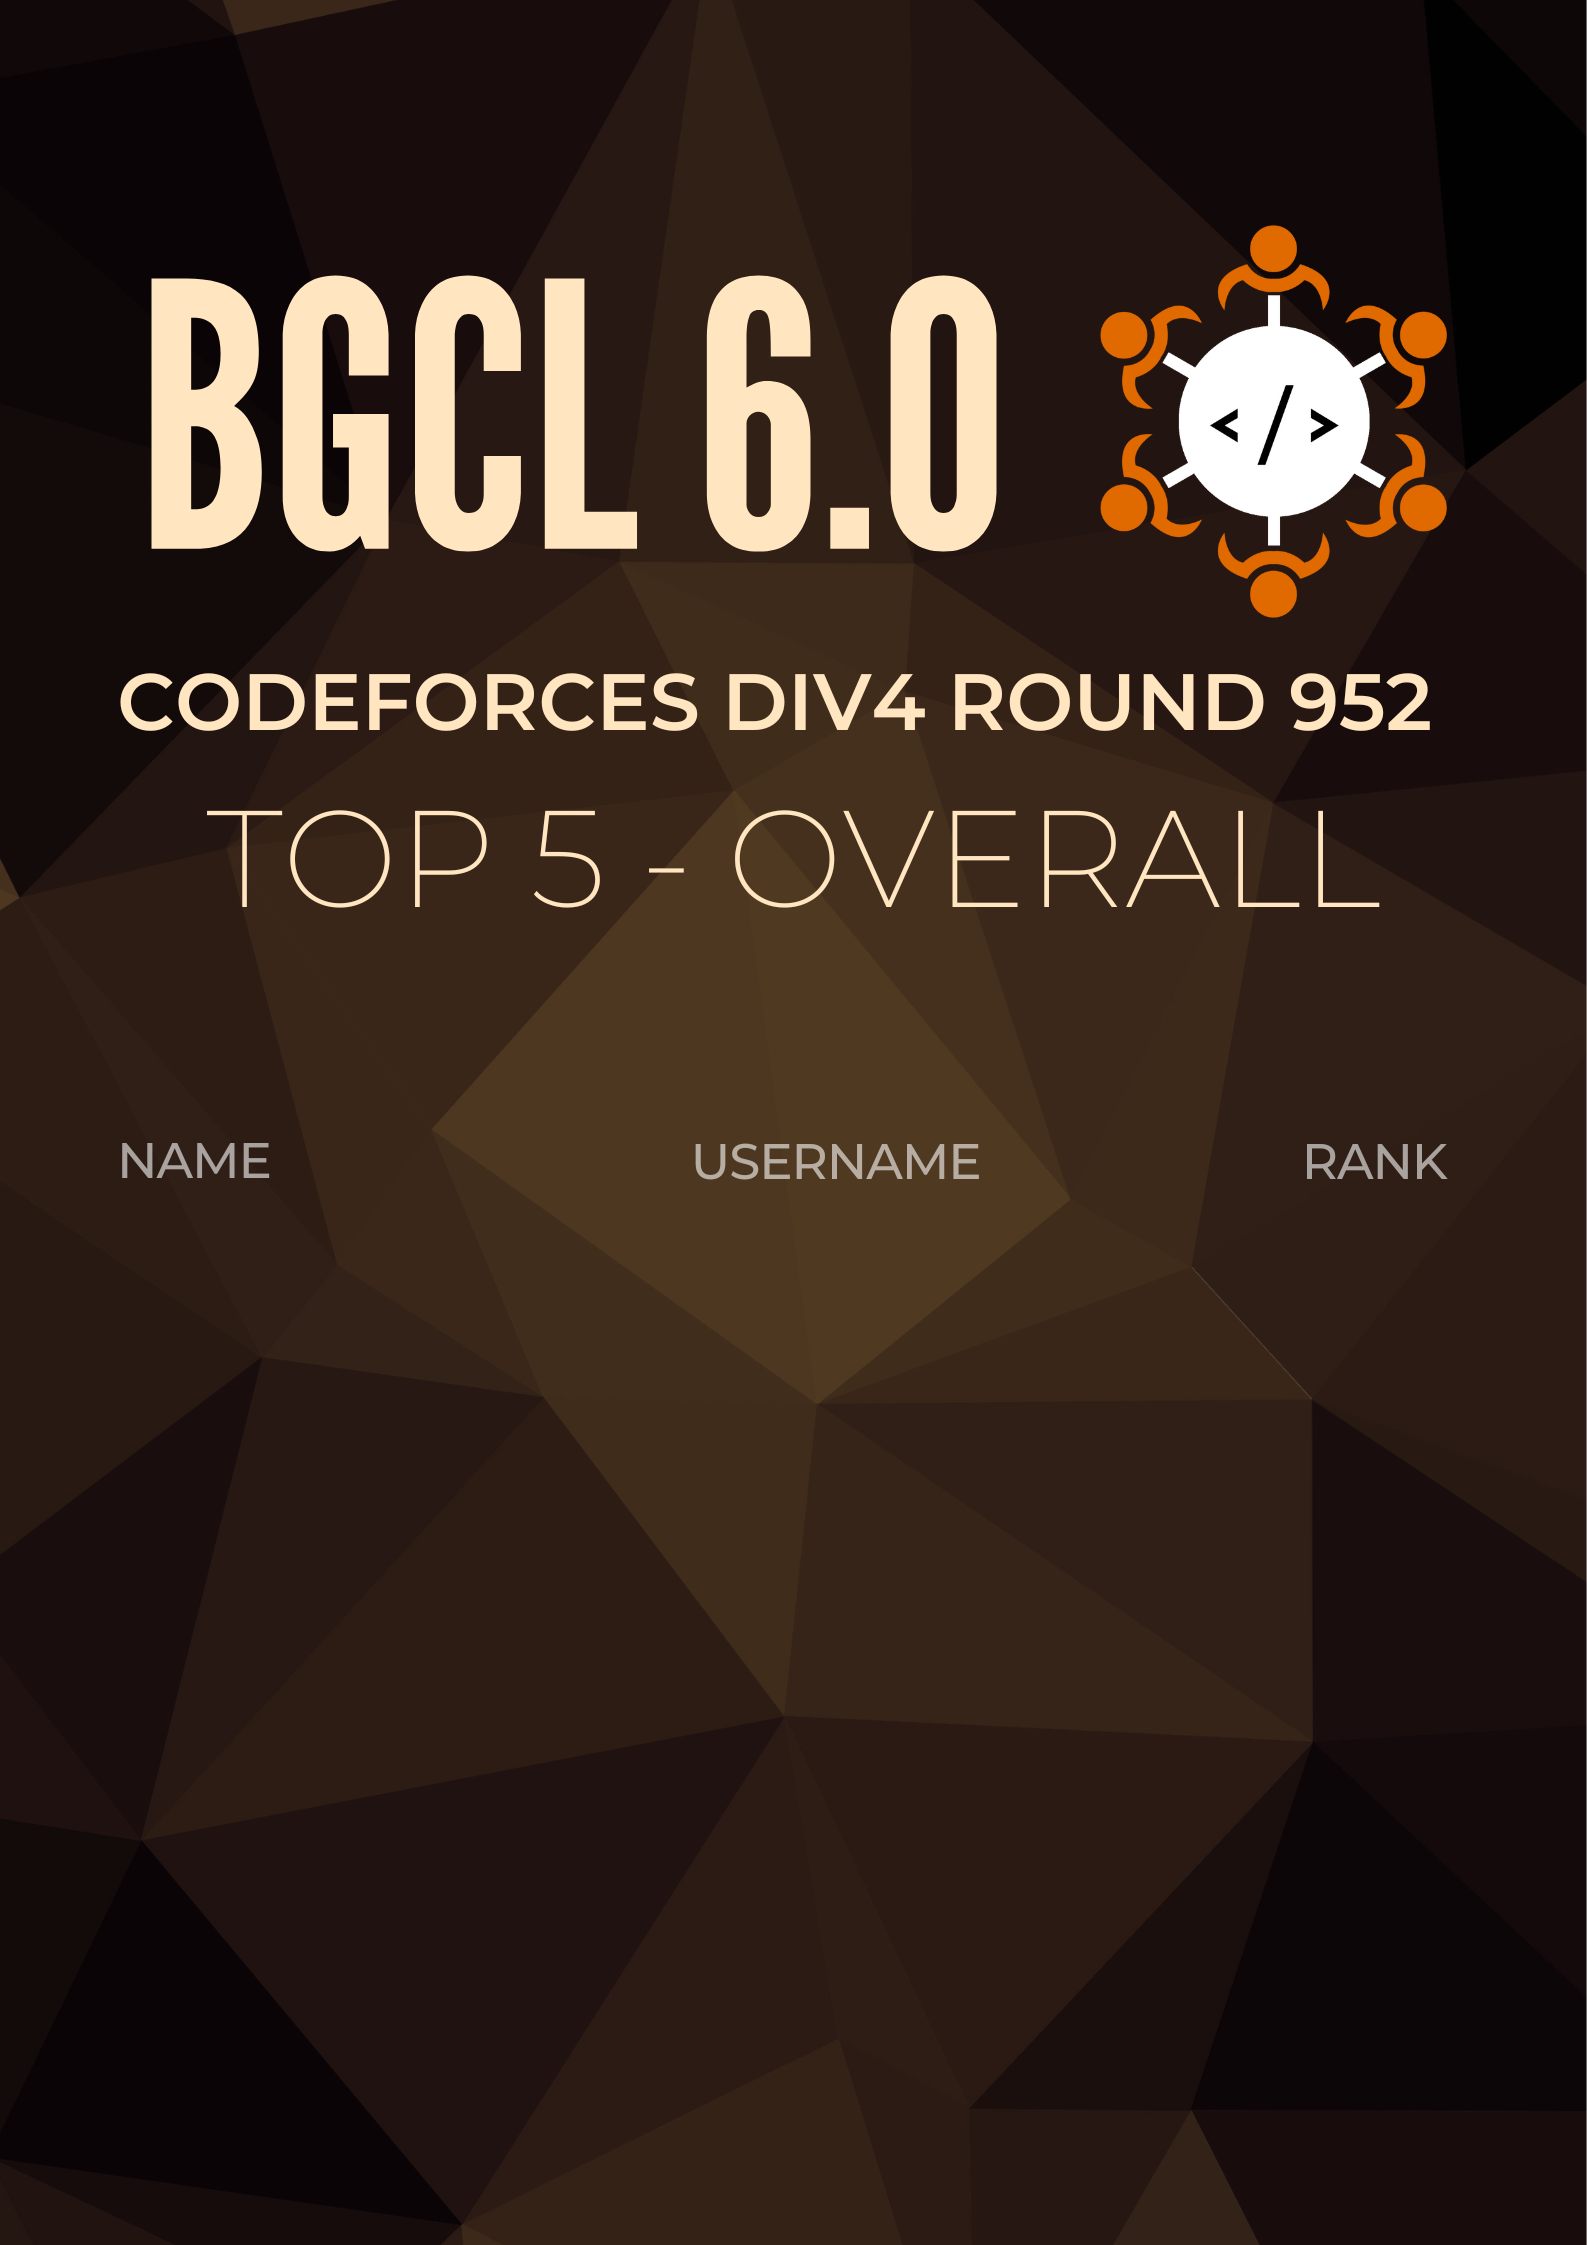 BGCL 6.0
</>
CODEFORCES DIV4 ROUND 952
TOP 5 - OVERALL
NAME USERNAME RANK